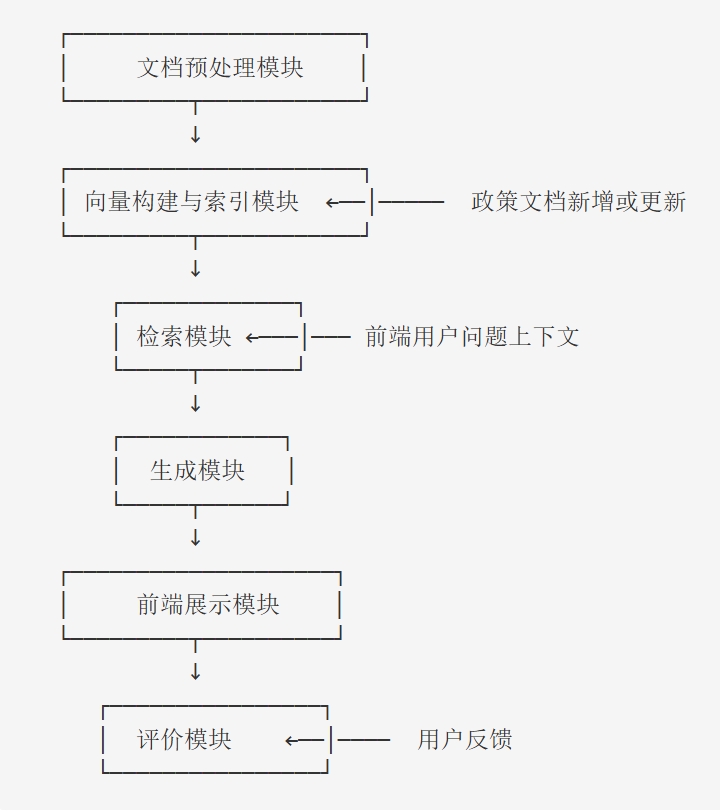 文档预处理模块
向量构建与索引模块 ← 政策文档新增或更新
检索模块 ← 前端用户问题上下文
生成模块
前端展示模块
评价模块 ← 用户反馈